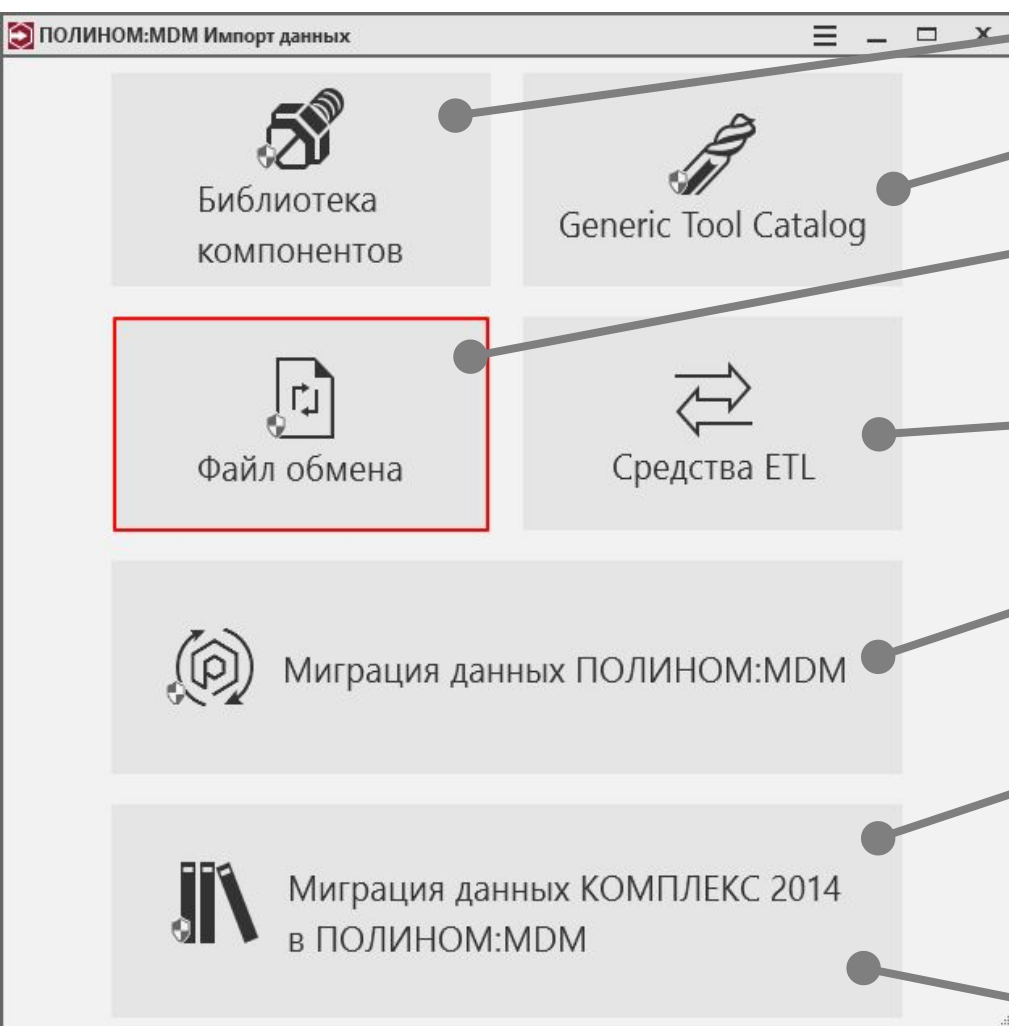 ПОЛИНОМ:MDM Импорт данных
Библиотека
компонентов
Generic Tool Catalog
Файл обмена
Средства ETL
Миграция данных ПОЛИНОМ:MDM
Миграция данных КОМПЛЕКС 2014
в ПОЛИНОМ:MDM